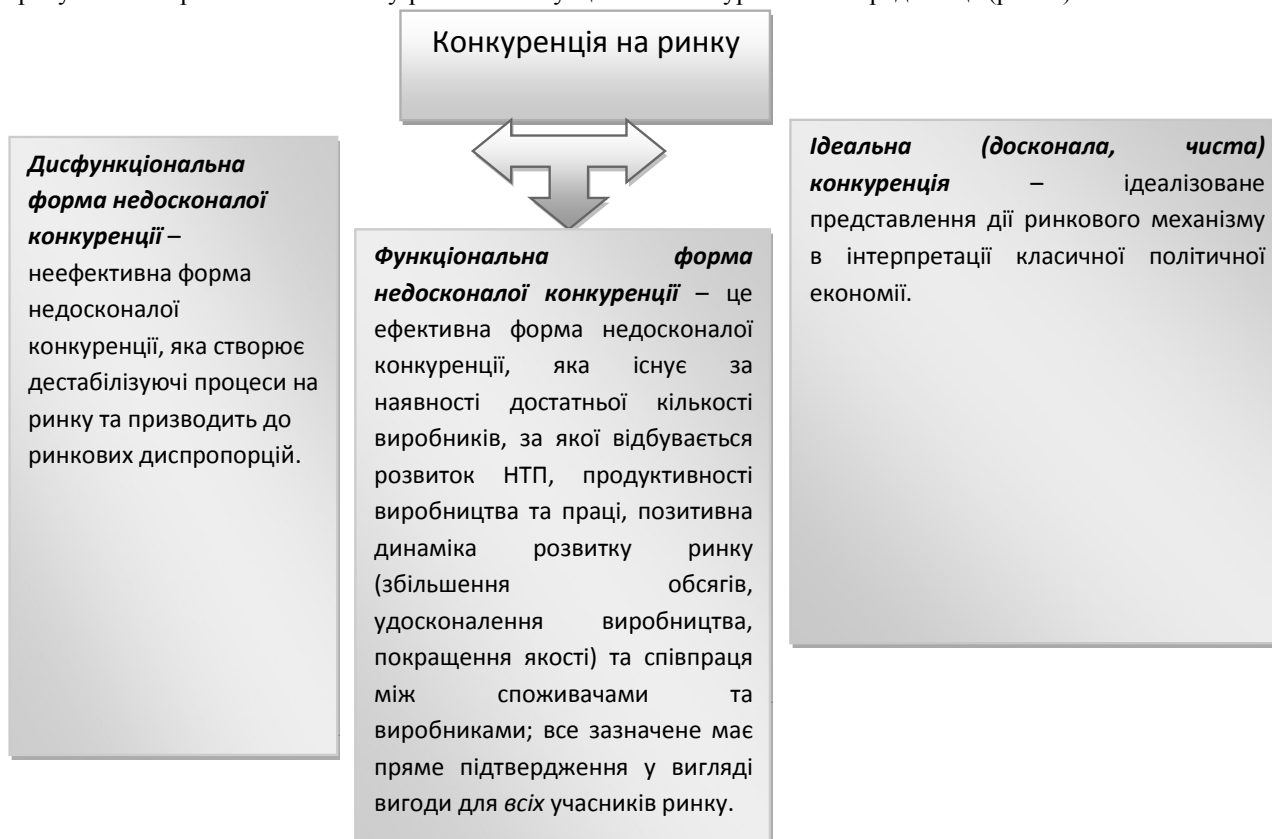 Конкуренція на ринку
Дисфункціональна
форма недосконалої
конкуренції –
неефективна форма
недосконалої
конкуренції, яка створює
дестабілізуючі процеси на
ринку та призводить до
ринкових диспропорцій.
Функціональна форма
недосконалої конкуренції – це
ефективна форма недосконалої
конкуренції, яка існує за
наявності достатньої кількості
виробників, за якої відбувається
розвиток НТП, продуктивності
виробництва та праці, позитивна
динаміка розвитку ринку
(збільшення обсягів,
удосконалення виробництва,
покращення якості) та співпраця
між споживачами та
виробниками; все зазначене має
пряме підтвердження у вигляді
вигоди для всіх учасників ринку.
Ідеальна (досконала, чиста)
конкуренція – ідеалізоване
представлення дії ринкового механізму
в інтерпретації класичної політичної
економії.